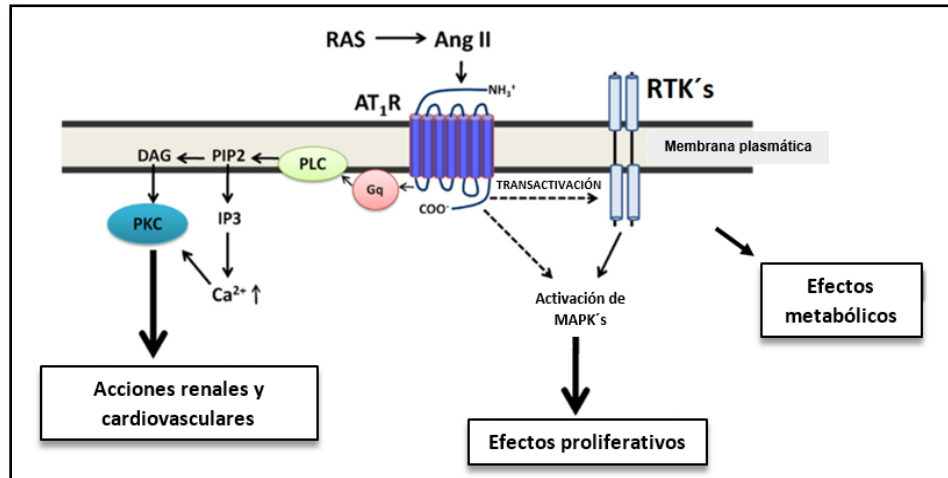 RAS Ang II
NH₃⁺
AT₁R
RTK´s
Membrana plasmática
DAG PIP2 PLC
Gq
TRANSACTIVACIÓN
COO⁻
PKC
IP3
Ca²⁺ ↑
Activación de
MAPK´s
Efectos
metabólicos
Acciones renales y
cardiovasculares
Efectos proliferativos